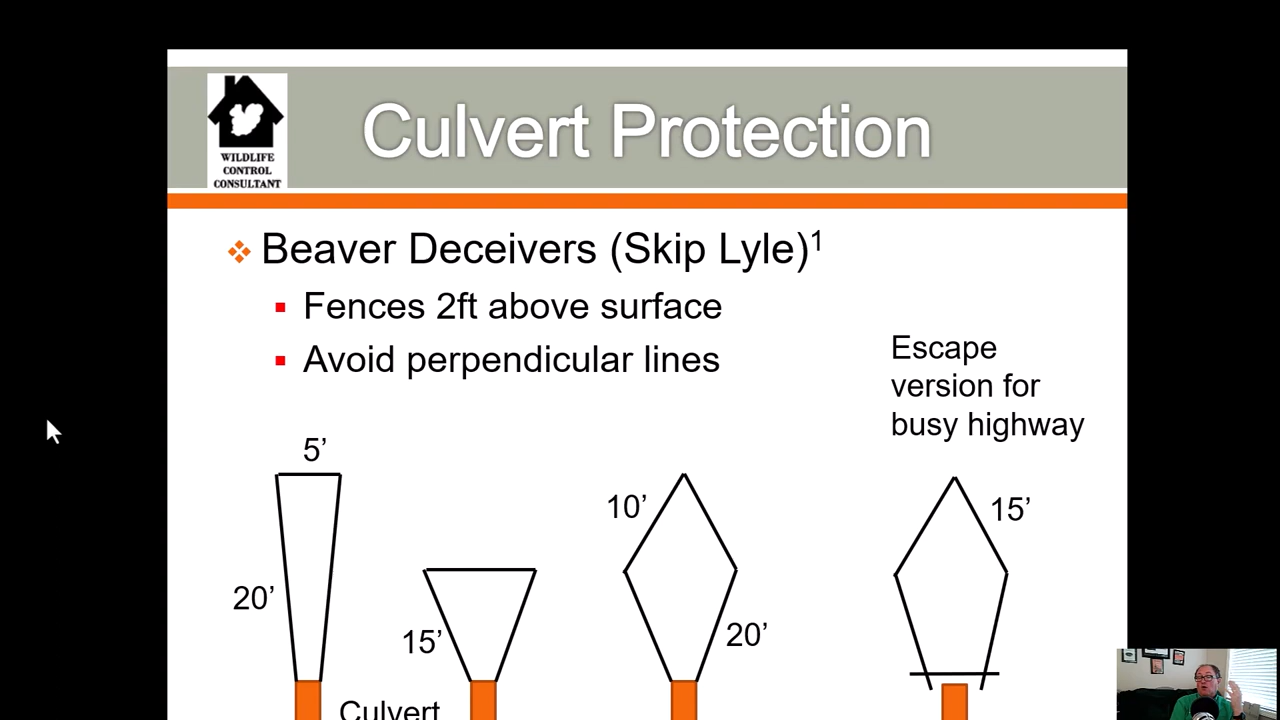 WILDLIFE
CONTROL
CONSULTANT
Culvert Protection
Beaver Deceivers (Skip Lyle)1
Fences 2ft above surface
Avoid perpendicular lines
Escape
version for
busy highway
5’
10’
15’
20’
15’
20’
Culvert